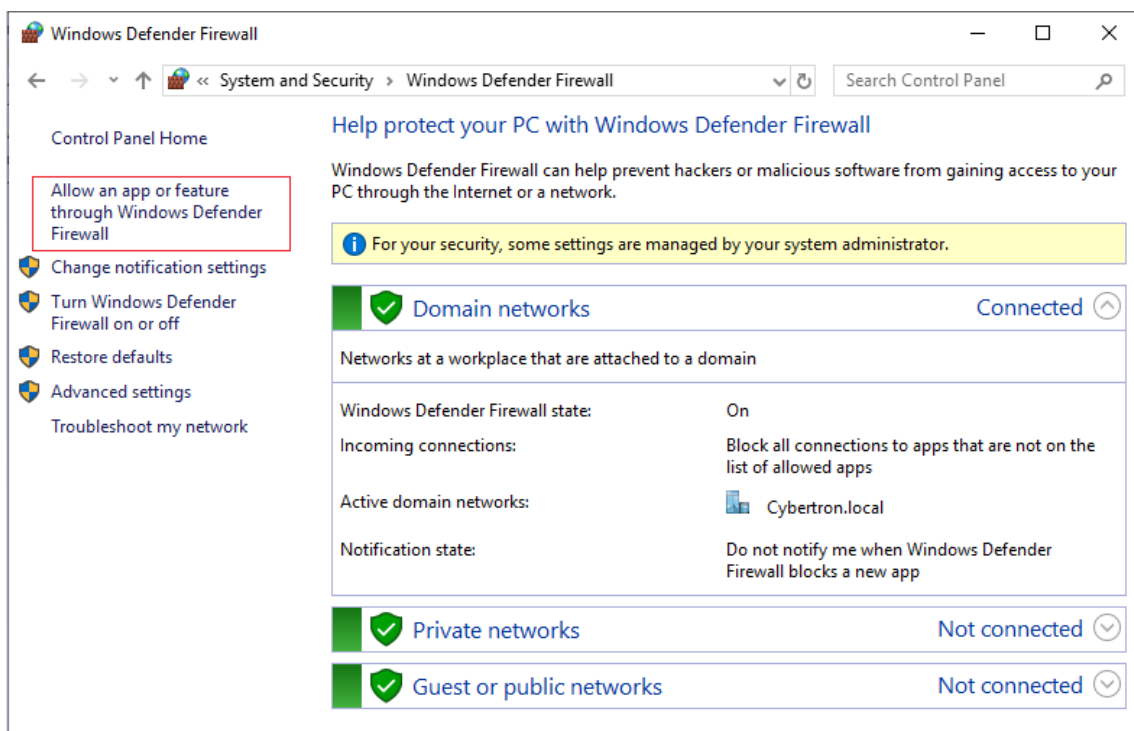 Windows Defender Firewall
« System and Security > Windows Defender Firewall
Search Control Panel
Control Panel Home
Allow an app or feature
through Windows Defender
Firewall
Change notification settings
Turn Windows Defender
Firewall on or off
Restore defaults
Advanced settings
Troubleshoot my network
Help protect your PC with Windows Defender Firewall
Windows Defender Firewall can help prevent hackers or malicious software from gaining access to your
PC through the Internet or a network.
For your security, some settings are managed by your system administrator.
Domain networks Connected
Networks at a workplace that are attached to a domain
Windows Defender Firewall state: On
Incoming connections: Block all connections to apps that are not on the
list of allowed apps
Active domain networks: Cybertron.local
Notification state: Do not notify me when Windows Defender
Firewall blocks a new app
Private networks Not connected
Guest or public networks Not connected